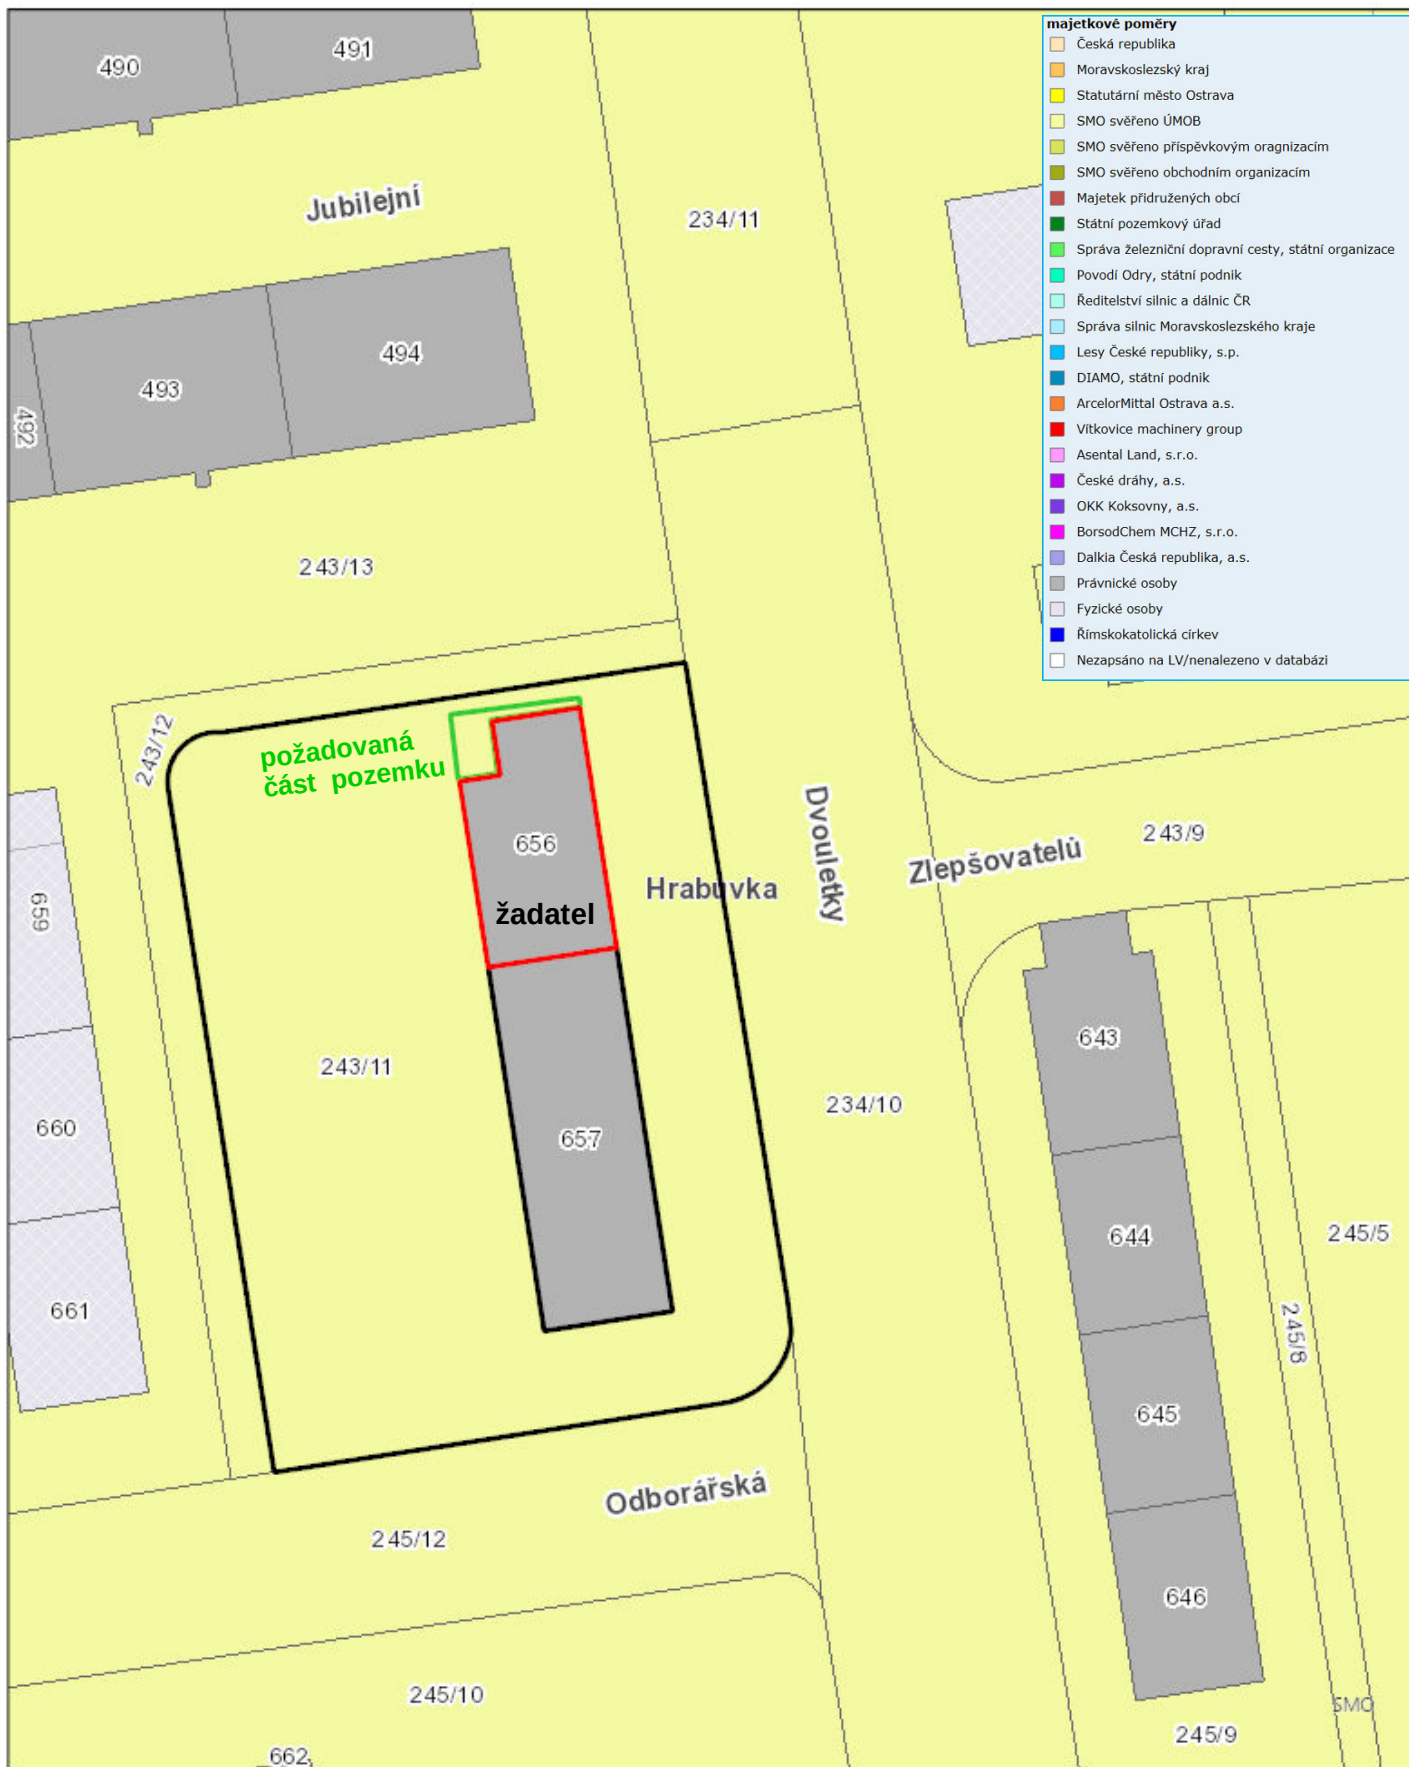 majetkové poměry
Česká republika
Moravskoslezský kraj
Statutární město Ostrava
SMO svěřeno ÚMOB
SMO svěřeno příspěvkovým oragnizacím
SMO svěřeno obchodním organizacím
Majetek přidružených obcí
Státní pozemkový úřad
Správa železniční dopravní cesty, státní organizace
Povodí Odry, státní podnik
Ředitelství silnic a dálnic ČR
Správa silnic Moravskoslezského kraje
Lesy České republiky, s.p.
DIAMO, státní podnik
ArcelorMittal Ostrava a.s.
Vítkovice machinery group
Asental Land, s.r.o.
České dráhy, a.s.
OKK Koksovny, a.s.
BorsodChem MCHZ, s.r.o.
Dalkia Česká republika, a.s.
Právnické osoby
Fyzické osoby
Římskokatolická církev
Nezapsáno na LV/nenalezeno v databázi
490
491
Jubilejní
234/11
494
493
492
243/13
243/12
požadovaná
část pozemku
656
Dvouletky
Zlepšovatelů
243/9
Hrabůvka
žadatel
659
643
243/11
234/10
660
657
644
245/5
661
245/8
645
Odborářská
245/12
646
245/10
SMO
245/9
662